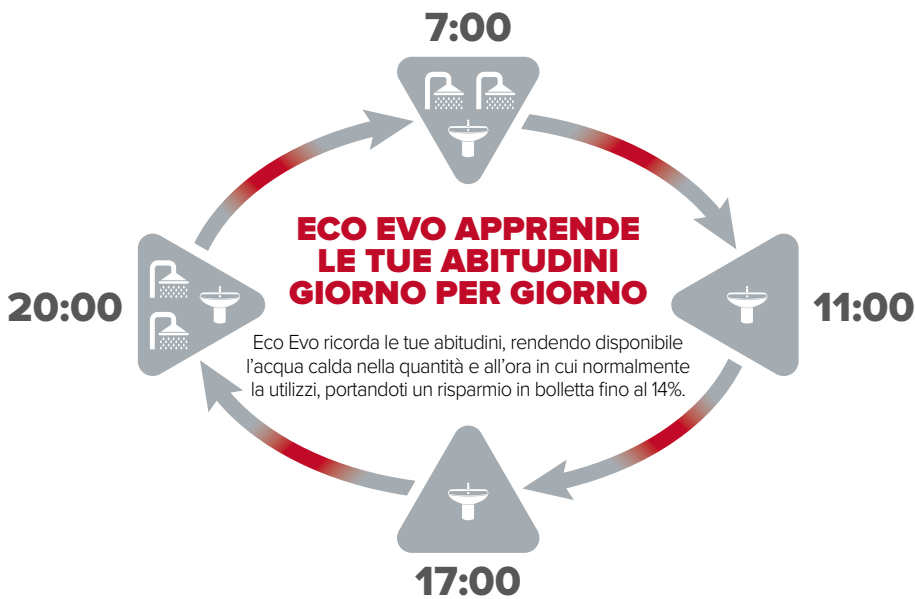 7:00
ECO EVO APPRENDE
LE TUE ABITUDINI
GIORNO PER GIORNO
20:00
11:00
Eco Evo ricorda le tue abitudini, rendendo disponibile
l’acqua calda nella quantità e all’ora in cui normalmente
la utilizzi, portandoti un risparmio in bolletta fino al 14%.
17:00